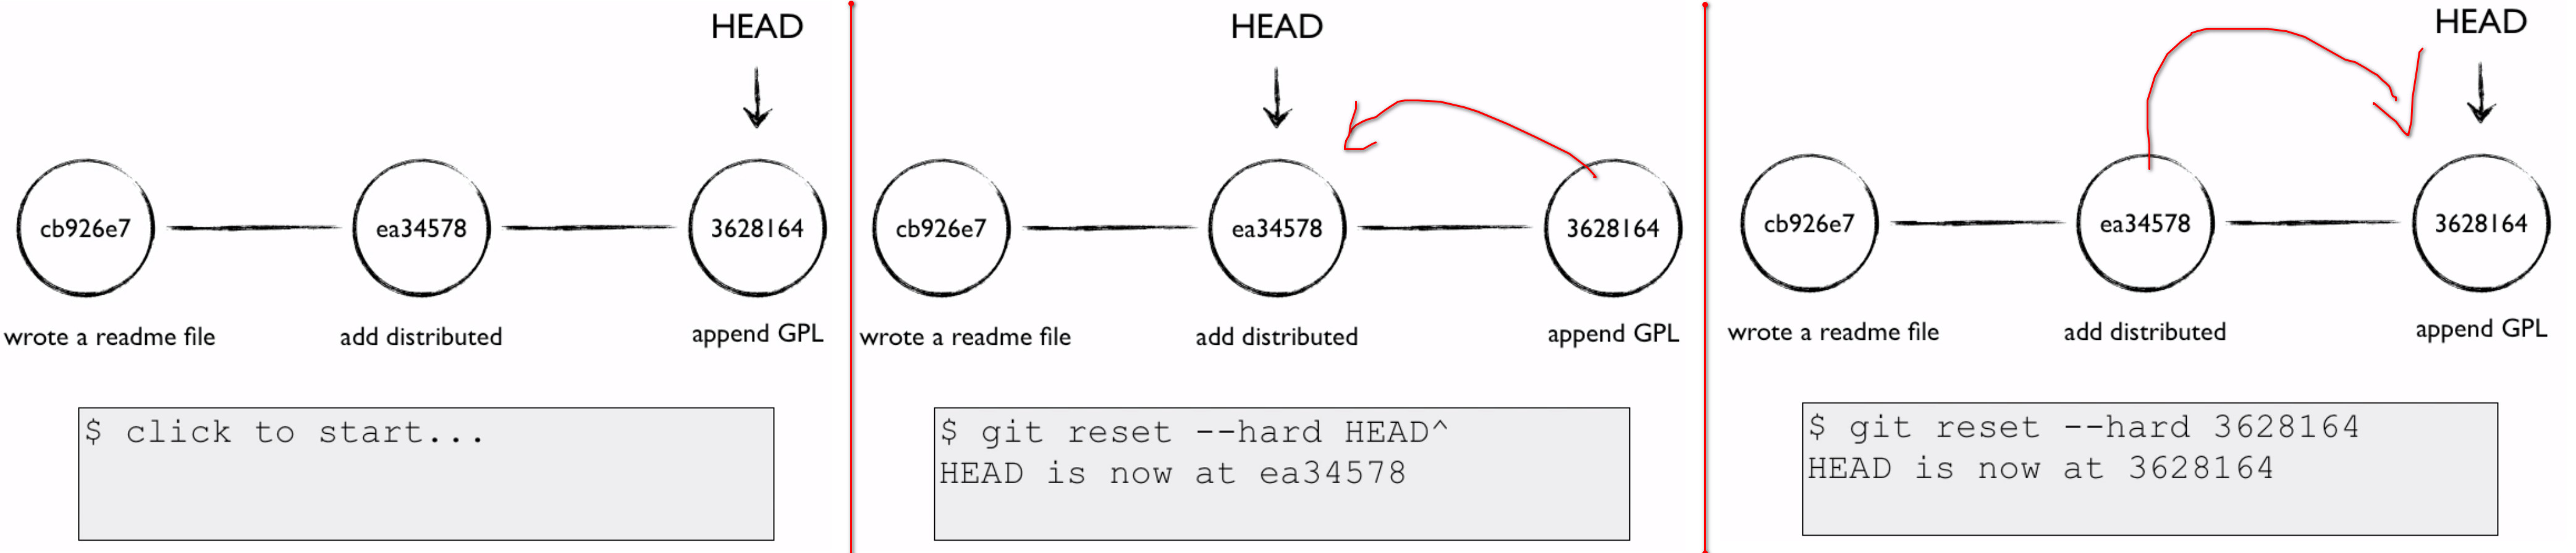 HEAD
cb926e7
ea34578
3628164
wrote a readme file
add distributed
append GPL
$ click to start...
HEAD
cb926e7
ea34578
3628164
wrote a readme file
add distributed
append GPL
$ git reset --hard HEAD^
HEAD is now at ea34578
HEAD
cb926e7
ea34578
3628164
wrote a readme file
add distributed
append GPL
$ git reset --hard 3628164
HEAD is now at 3628164